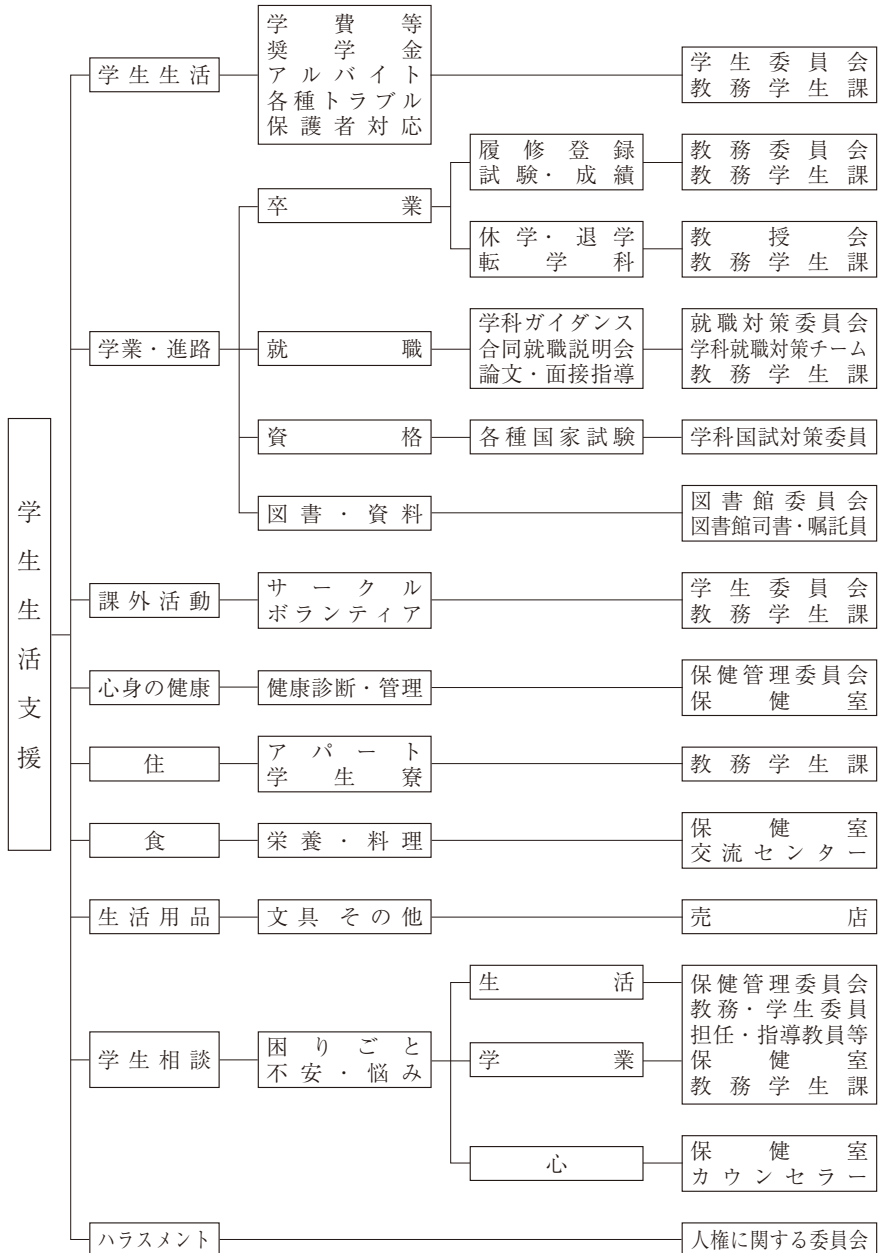 学生生活支援
学生生活
学費等
奨学金
アルバイト
各種トラブル
保護者対応
学生委員会
教務学生課
学業・進路
卒業
履修登録
試験・成績
教務委員会
教務学生課
休学・退学
転学科
教授会
教務学生課
就職
学科ガイダンス
合同就職説明会
論文・面接指導
就職対策委員会
学科就職対策チーム
教務学生課
資格
各種国家試験
学科国試対策委員
図書・資料
図書館委員会
図書館司書・嘱託員
課外活動
サークル
ボランティア
学生委員会
教務学生課
心身の健康
健康診断・管理
保健管理委員会
保健室
住
アパート
学生寮
教務学生課
食
栄養・料理
保健室
交流センター
生活用品
文具 その他
売店
学生相談
困りごと
不安・悩み
生活
学業
保健管理委員会
教務・学生委員
担任・指導教員等
保健室
教務学生課
心
保健室
カウンセラー
ハラスメント
人権に関する委員会